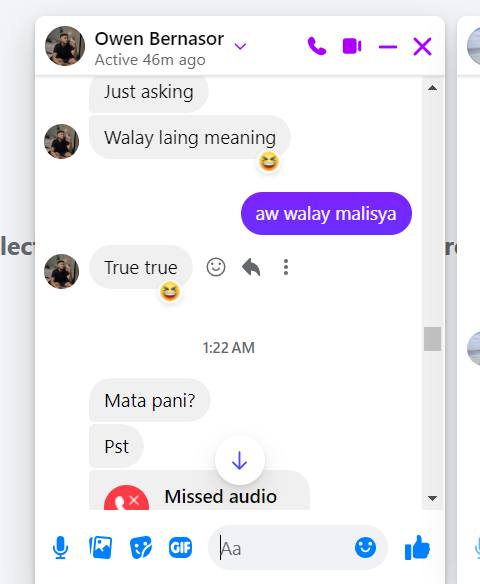 Owen Bernasor
Active 46m ago
Just asking
Walay laing meaning
aw walay malisya
True true
1:22 AM
Mata pani?
Pst
Missed audio
GIF
Aa
lect